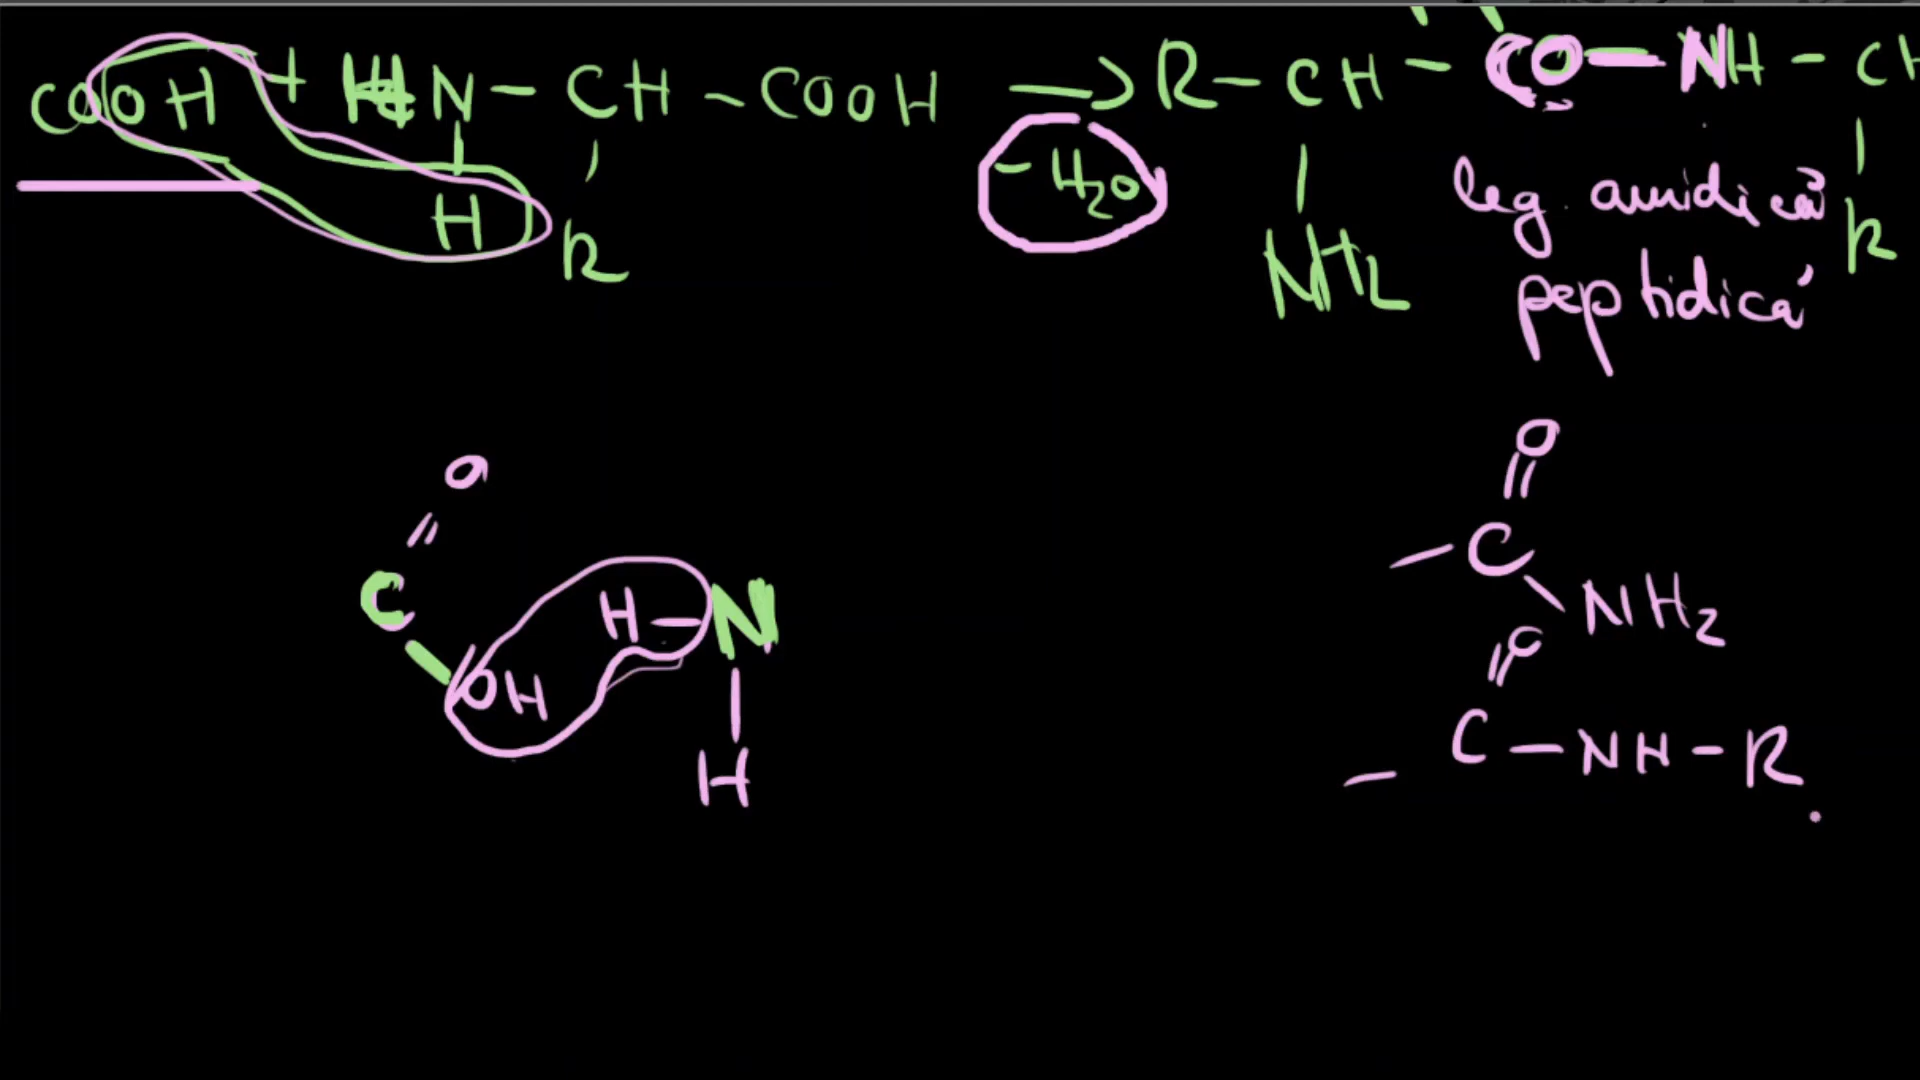 COOH + HN – CH – COOH → R – CH – CO – NH – CH
H
R
– H2O
NH2
R
leg. amidică
peptidică
O
C
OH
H – N
H
O
– C
NH2
O
– C – NH – R